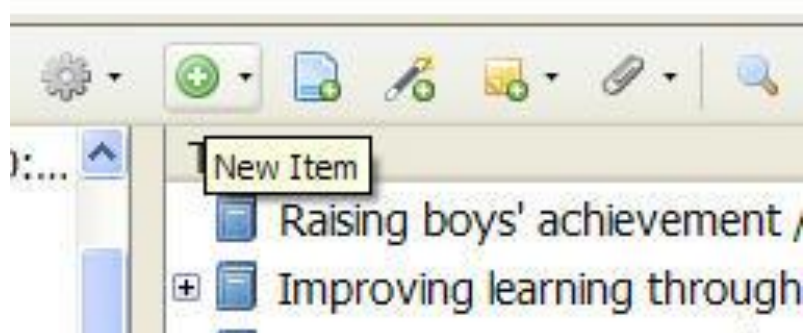 New Item
T
):...
Raising boys' achievement /
Improving learning through